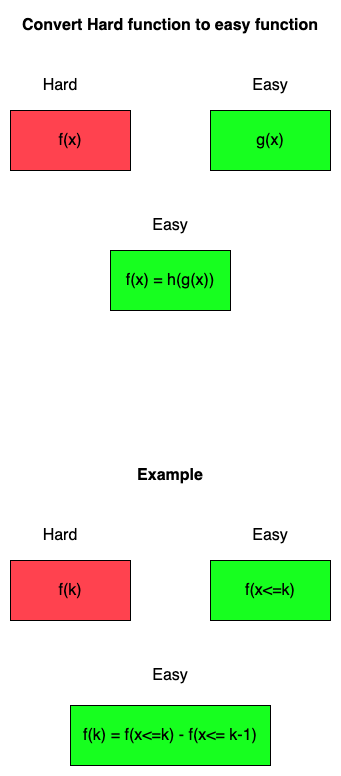 Convert Hard function to easy function
Hard
Easy
f(x)
g(x)
Easy
f(x) = h(g(x))
Example
Hard
Easy
f(k)
f(x<=k)
Easy
f(k) = f(x<=k) - f(x<= k-1)